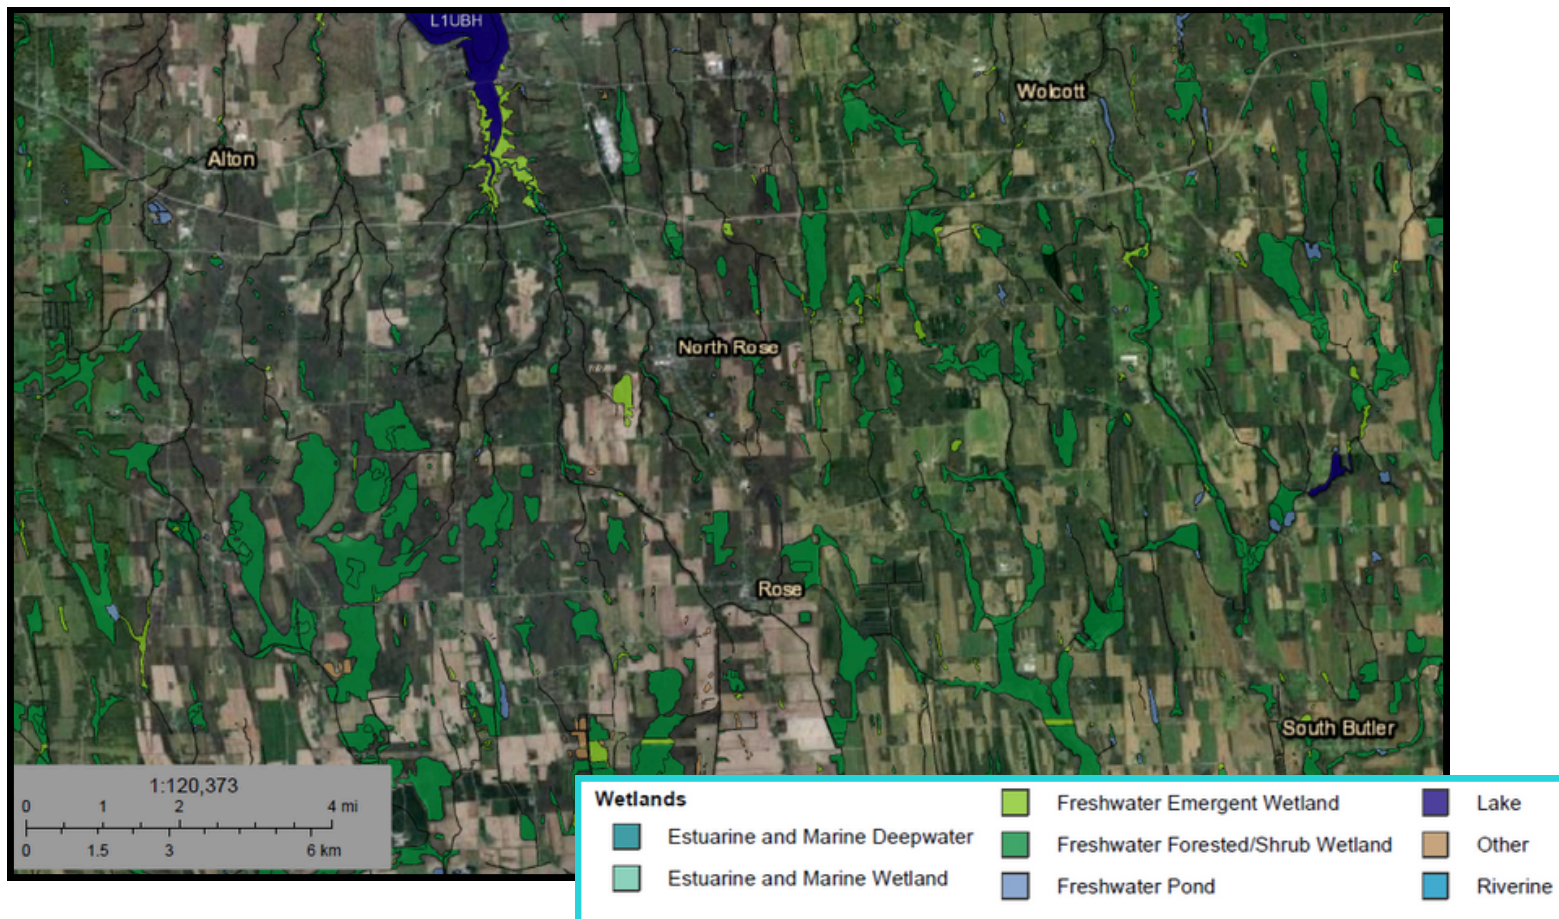 L1UBH
Wolcott
Alton
North Rose
Rose
South Butler
1:120,373
0 1 2 4 mi
0 1.5 3 6 km
Wetlands
Estuarine and Marine Deepwater
Estuarine and Marine Wetland
Freshwater Emergent Wetland
Freshwater Forested/Shrub Wetland
Freshwater Pond
Lake
Other
Riverine